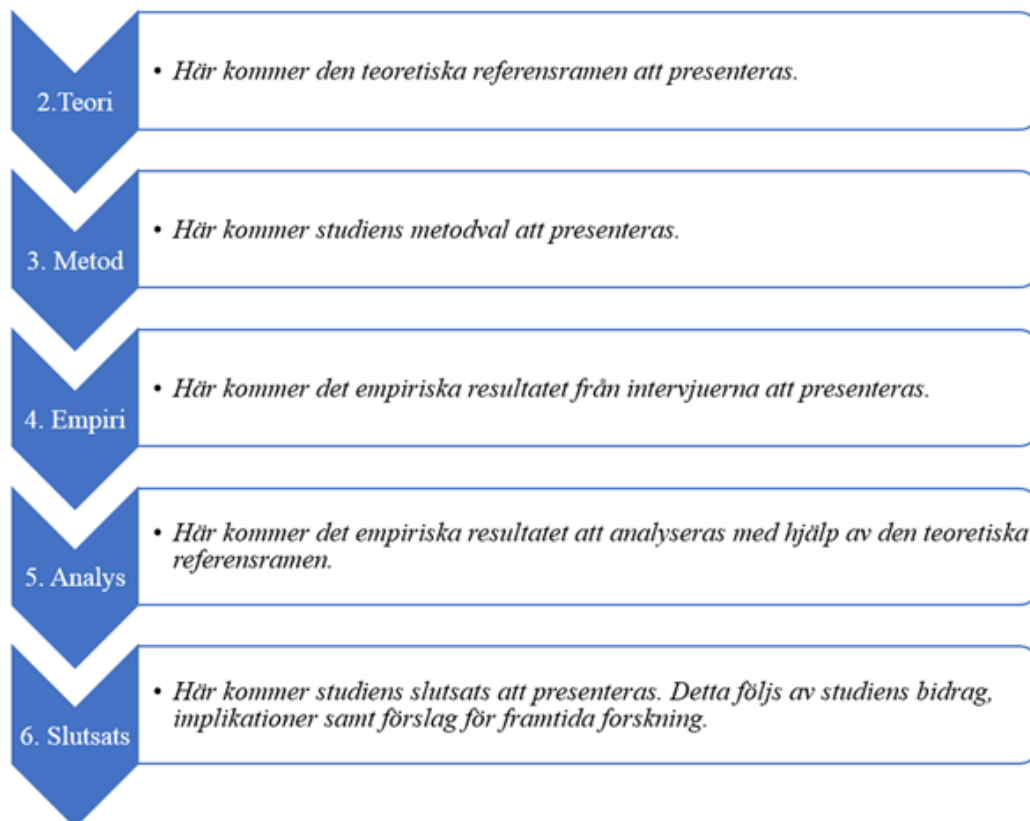 2.Teori
• Här kommer den teoretiska referensramen att presenteras.
3. Metod
• Här kommer studiens metodval att presenteras.
4. Empiri
• Här kommer det empiriska resultatet från intervjuerna att presenteras.
5. Analys
• Här kommer det empiriska resultatet att analyseras med hjälp av den teoretiska
referensramen.
6. Slutsats
• Här kommer studiens slutsats att presenteras. Detta följs av studiens bidrag,
implikationer samt förslag för framtida forskning.